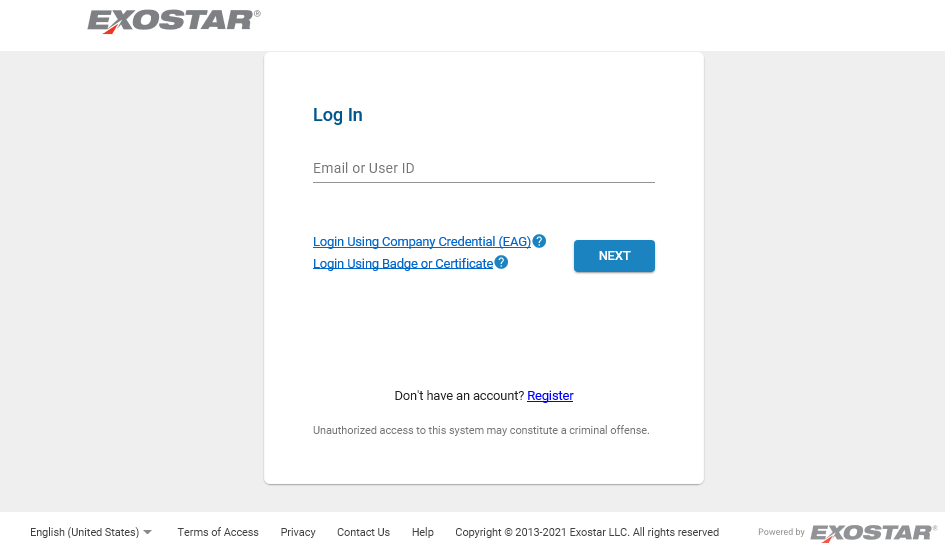 EXOSTAR®
Log In
Email or User ID
Login Using Company Credential (EAG) ?
Login Using Badge or Certificate ?
NEXT
Don't have an account? Register
Unauthorized access to this system may constitute a criminal offense.
English (United States) Terms of Access Privacy Contact Us Help Copyright © 2013-2021 Exostar LLC. All rights reserved Powered by EXOSTAR®